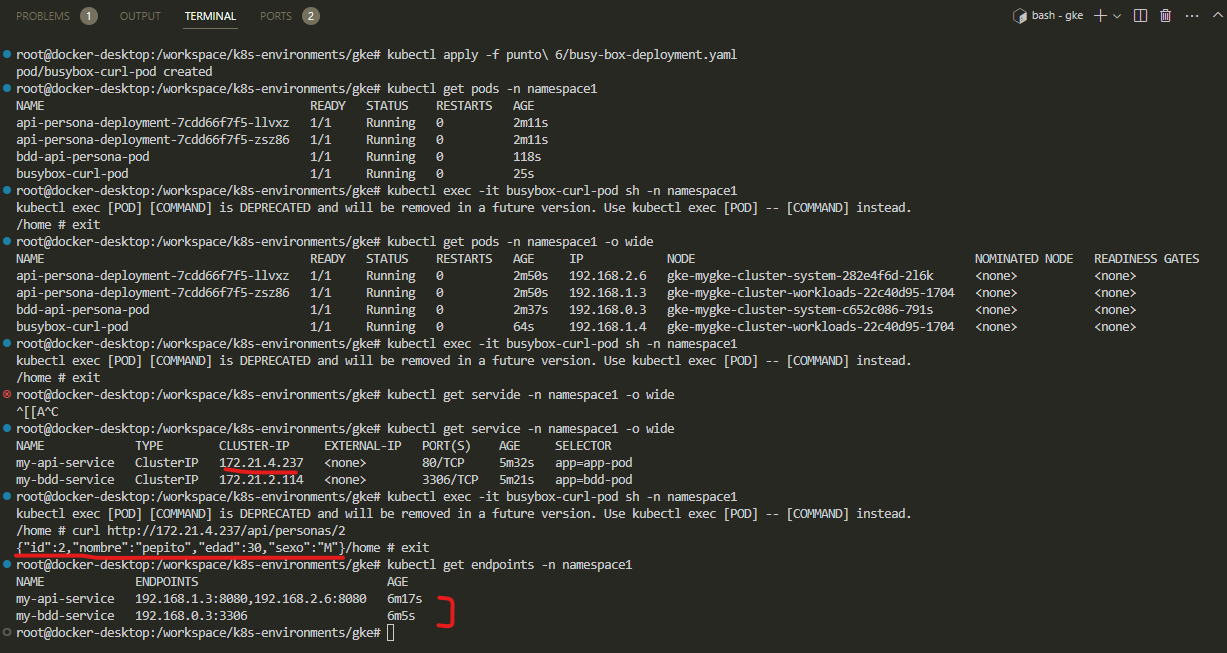 PROBLEMS 1 OUTPUT TERMINAL PORTS 2 bash - gke
root@docker-desktop:/workspace/k8s-environments/gke# kubectl apply -f punto\ 6/busy-box-deployment.yaml
pod/busybox-curl-pod created
root@docker-desktop:/workspace/k8s-environments/gke# kubectl get pods -n namespace1
NAME READY STATUS RESTARTS AGE
api-persona-deployment-7cdd66f7f5-llvxz 1/1 Running 0 2m11s
api-persona-deployment-7cdd66f7f5-zsz86 1/1 Running 0 2m11s
bdd-api-persona-pod 1/1 Running 0 118s
busybox-curl-pod 1/1 Running 0 25s
root@docker-desktop:/workspace/k8s-environments/gke# kubectl exec -it busybox-curl-pod sh -n namespace1
kubectl exec [POD] [COMMAND] is DEPRECATED and will be removed in a future version. Use kubectl exec [POD] -- [COMMAND] instead.
/home # exit
root@docker-desktop:/workspace/k8s-environments/gke# kubectl get pods -n namespace1 -o wide
NAME READY STATUS RESTARTS AGE IP NODE NOMINATED NODE READINESS GATES
api-persona-deployment-7cdd66f7f5-llvxz 1/1 Running 0 2m50s 192.168.2.6 gke-mygke-cluster-system-282e4f6d-2l6k <none> <none>
api-persona-deployment-7cdd66f7f5-zsz86 1/1 Running 0 2m50s 192.168.1.3 gke-mygke-cluster-workloads-22c40d95-1704 <none> <none>
bdd-api-persona-pod 1/1 Running 0 2m37s 192.168.0.3 gke-mygke-cluster-system-c652c086-791s <none> <none>
busybox-curl-pod 1/1 Running 0 64s 192.168.1.4 gke-mygke-cluster-workloads-22c40d95-1704 <none> <none>
root@docker-desktop:/workspace/k8s-environments/gke# kubectl exec -it busybox-curl-pod sh -n namespace1
kubectl exec [POD] [COMMAND] is DEPRECATED and will be removed in a future version. Use kubectl exec [POD] -- [COMMAND] instead.
/home # exit
root@docker-desktop:/workspace/k8s-environments/gke# kubectl get servide -n namespace1 -o wide
^[[A^C
root@docker-desktop:/workspace/k8s-environments/gke# kubectl get service -n namespace1 -o wide
NAME TYPE CLUSTER-IP EXTERNAL-IP PORT(S) AGE SELECTOR
my-api-service ClusterIP 172.21.4.237 <none> 80/TCP 5m32s app=app-pod
my-bdd-service ClusterIP 172.21.2.114 <none> 3306/TCP 5m21s app=bdd-pod
root@docker-desktop:/workspace/k8s-environments/gke# kubectl exec -it busybox-curl-pod sh -n namespace1
kubectl exec [POD] [COMMAND] is DEPRECATED and will be removed in a future version. Use kubectl exec [POD] -- [COMMAND] instead.
/home # curl http://172.21.4.237/api/personas/2
{"id":2,"nombre":"pepito","edad":30,"sexo":"M"}/home # exit
root@docker-desktop:/workspace/k8s-environments/gke# kubectl get endpoints -n namespace1
NAME ENDPOINTS AGE
my-api-service 192.168.1.3:8080,192.168.2.6:8080 6m17s
my-bdd-service 192.168.0.3:3306 6m5s
root@docker-desktop:/workspace/k8s-environments/gke#